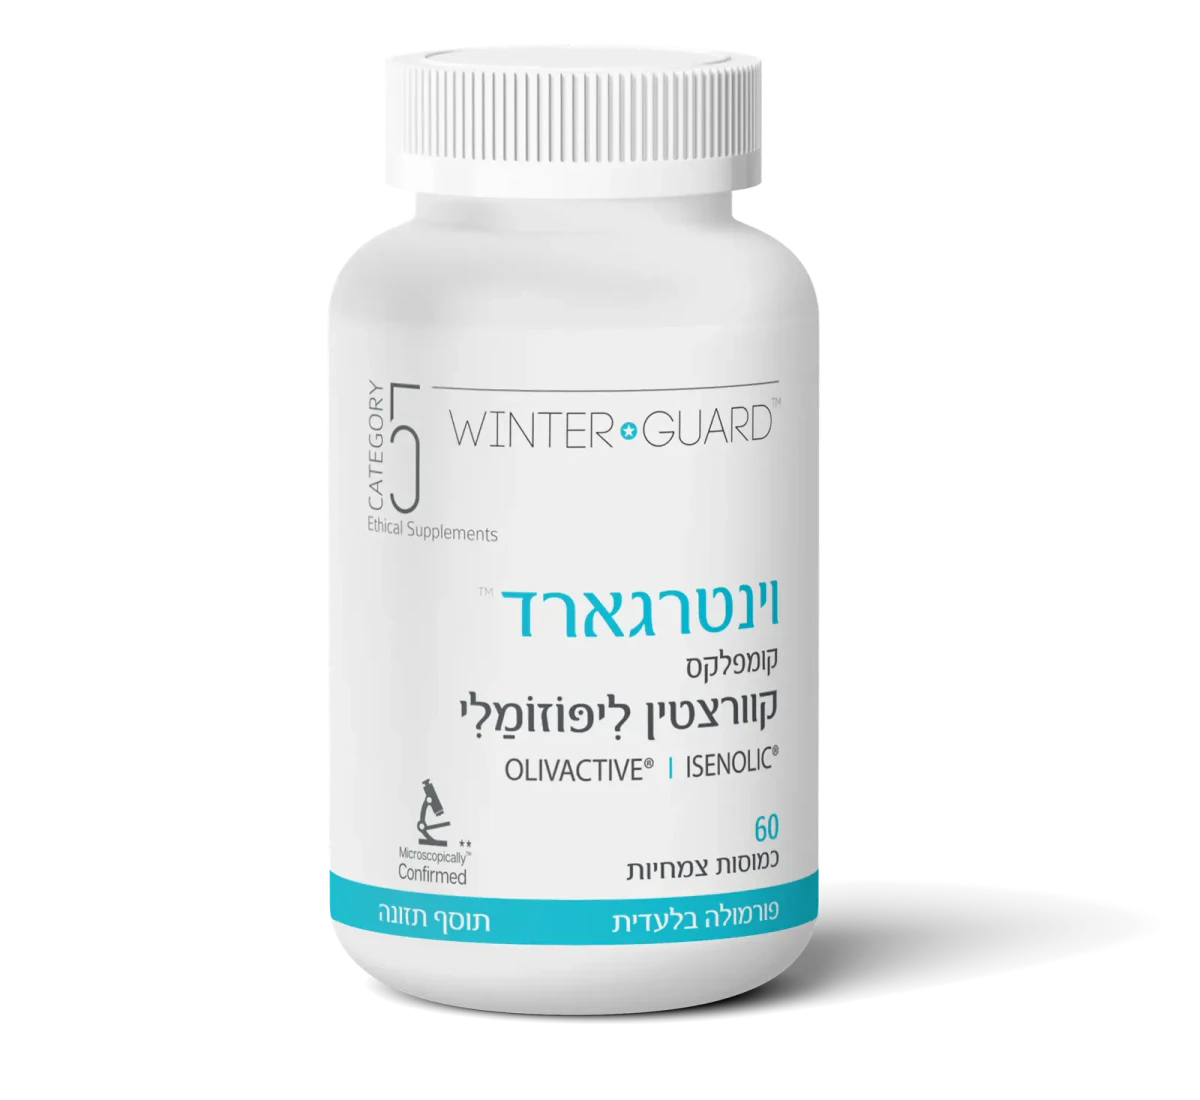 CATEGORY 5
Ethical Supplements
WINTER GUARD™
וינטרגארד™
קומפלקס
קוורצטין לִיפּוֹזוֹמַלִי
OLIVACTIVE® | ISENOLIC®
60
כמוסות צמחיות
**
Microscopically™
Confirmed
פורמולה בלעדית
תוסף תזונה